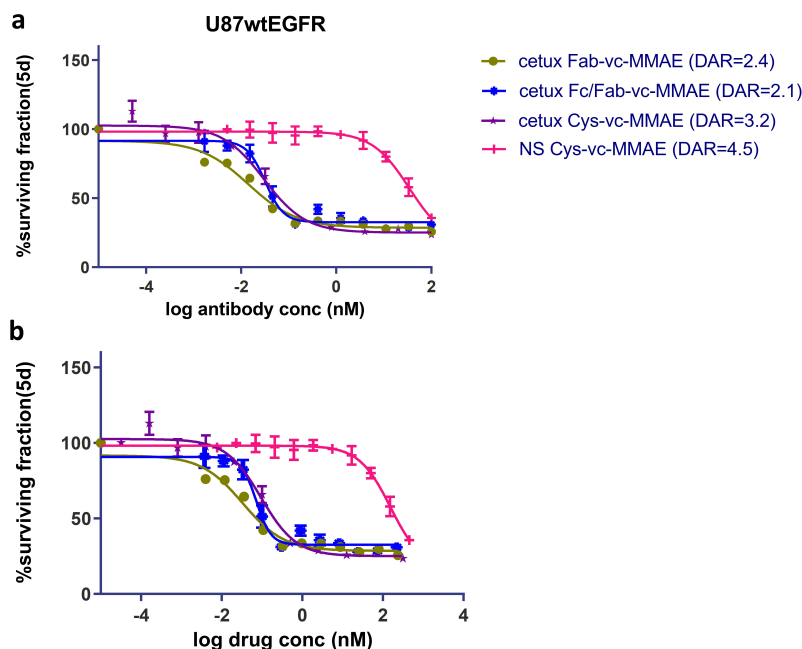 a
U87wtEGFR
150
100
50
0
%surviving fraction(5d)
-4 -2 0 2
log antibody conc (nM)
cetux Fab-vc-MMAE (DAR=2.4)
cetux Fc/Fab-vc-MMAE (DAR=2.1)
cetux Cys-vc-MMAE (DAR=3.2)
NS Cys-vc-MMAE (DAR=4.5)
b
150
100
50
0
%surviving fraction(5d)
-4 -2 0 2 4
log drug conc (nM)